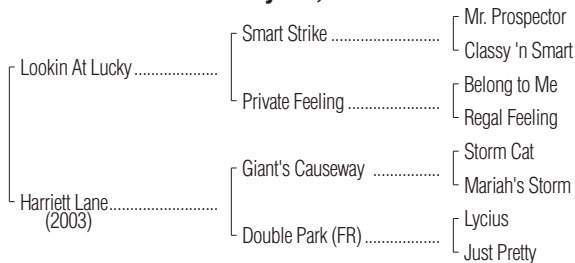 Mr. Prospector
Smart Strike ........................
Classy 'n Smart
Lookin At Lucky ...................
Belong to Me
Private Feeling .....................
Regal Feeling
Storm Cat
Giant's Causeway ...............
Mariah's Storm
Harriett Lane .........................
(2003)
Lycius
Double Park (FR) .................
Just Pretty